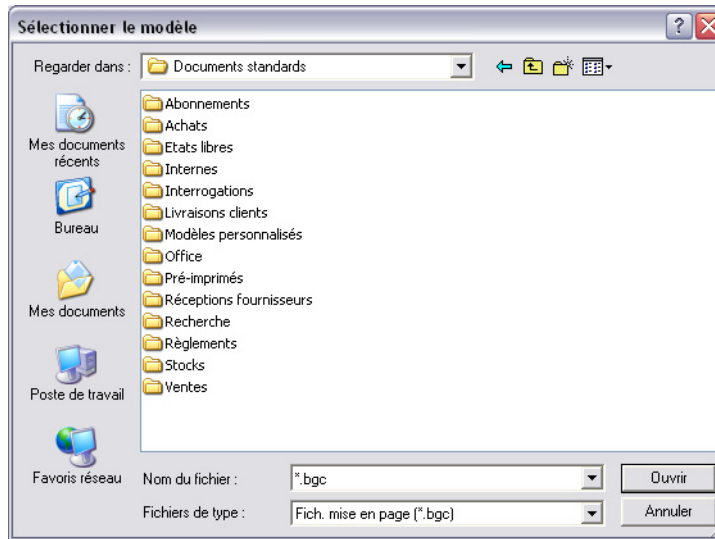 Sélectionner le modèle
Regarder dans :
Documents standards
Mes documents
récents
Bureau
Mes documents
Poste de travail
Favoris réseau
Abonnements
Achats
Etats libres
Internes
Interrogations
Livraisons clients
Modèles personnalisés
Office
Pré-imprimés
Réceptions fournisseurs
Recherche
Règlements
Stocks
Ventes
Nom du fichier :
*.bgc
Ouvrir
Fichiers de type :
Fich. mise en page (*.bgc)
Annuler